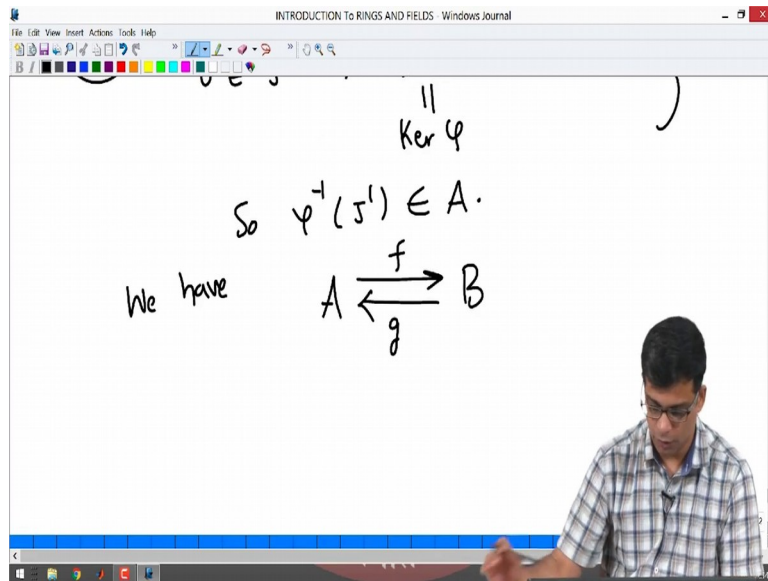 INTRODUCTION To RINGS AND FIELDS - Windows Journal
File Edit View Insert Actions Tools Help
B I
||
Ker φ
So φ⁻¹(J') ∈ A.
f
We have A ⇄ B
g